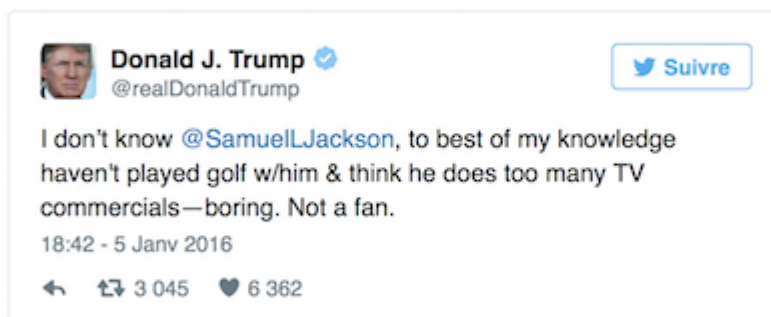 Donald J. Trump
Suivre
@realDonaldTrump
I don't know @SamuelLJackson, to best of my knowledge
haven't played golf w/him & think he does too many TV
commercials—boring. Not a fan.
18:42 - 5 Janv 2016
3 045 6 362